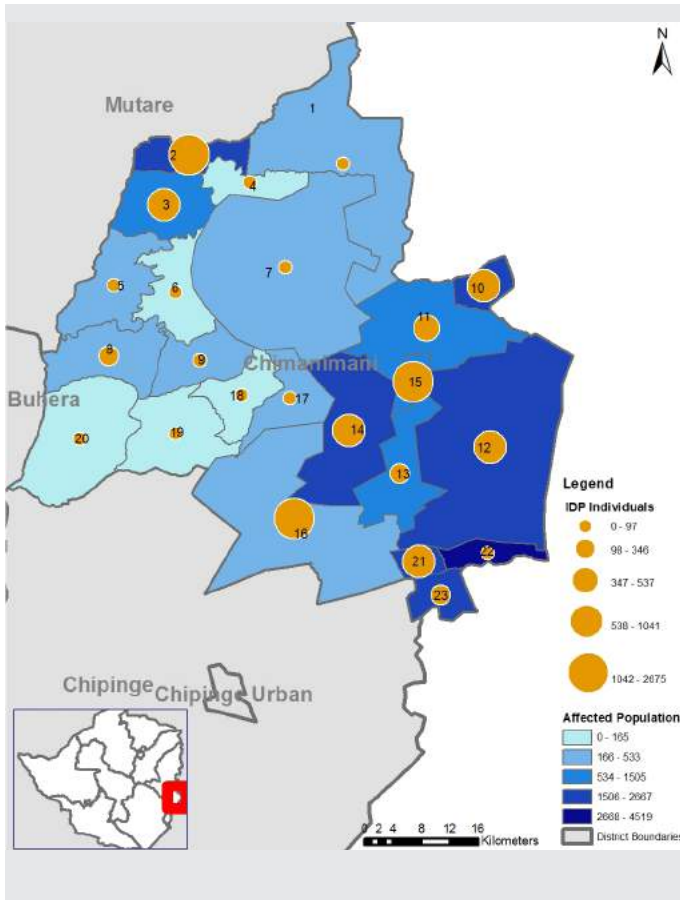 N
1
Mutare
2
4
3
7
5
6
10
11
8
9
Chimanimani
15
18
17
Buhera
14
20
19
12
13
16
21
22
23
Legend
IDP Individuals
0 - 97
98 - 346
347 - 537
538 - 1041
1042 - 2675
Chipinge
Chipinge Urban
Affected Population
0 - 165
166 - 533
534 - 1505
1506 - 2667
2668 - 4519
District Boundaries
0 2 4 8 12 16
Kilometers